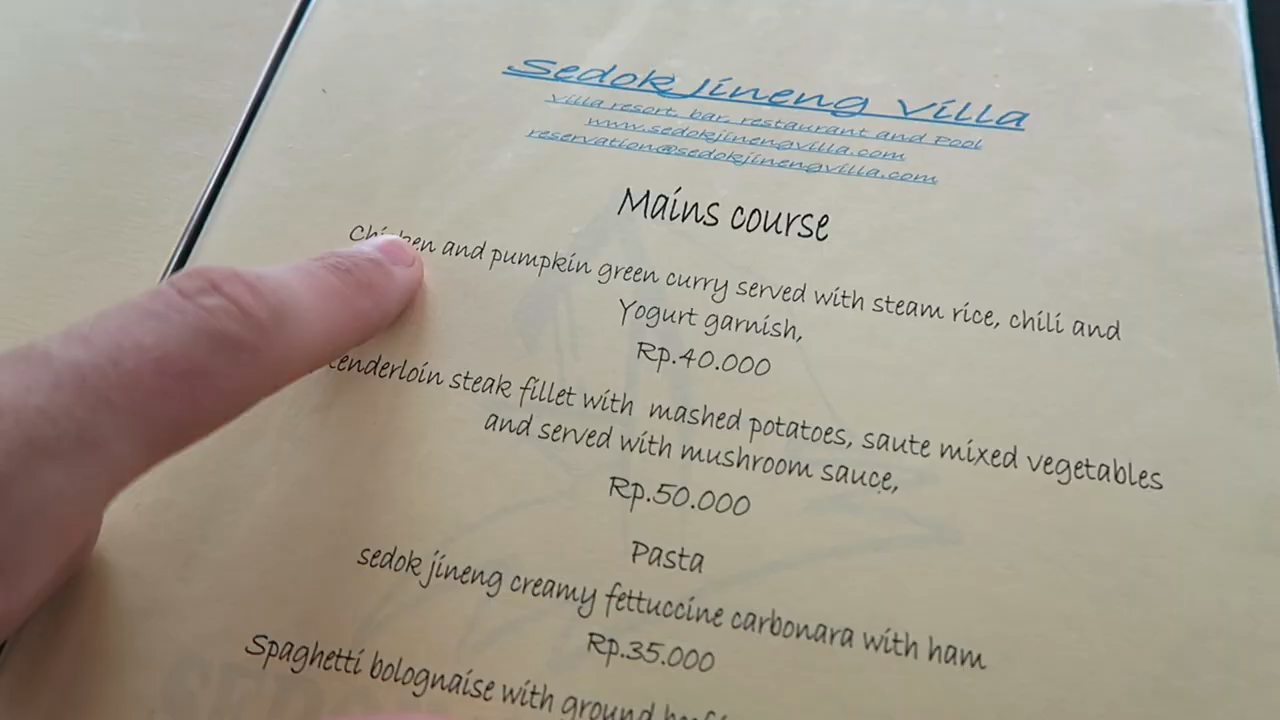 Sedok Jineng Villa
Villa resort, bar, restaurant and Pool
www.sedokjinengvilla.com
reservation@sedokjinengvilla.com
Mains course
Chicken and pumpkin green curry served with steam rice, chili and
Yogurt garnish,
Rp.40.000
tenderloin steak fillet with mashed potatoes, saute mixed vegetables
and served with mushroom sauce,
Rp.50.000
Pasta
sedok jineng creamy fettuccine carbonara with ham
Rp.35.000
Spaghetti bolognaise with ground